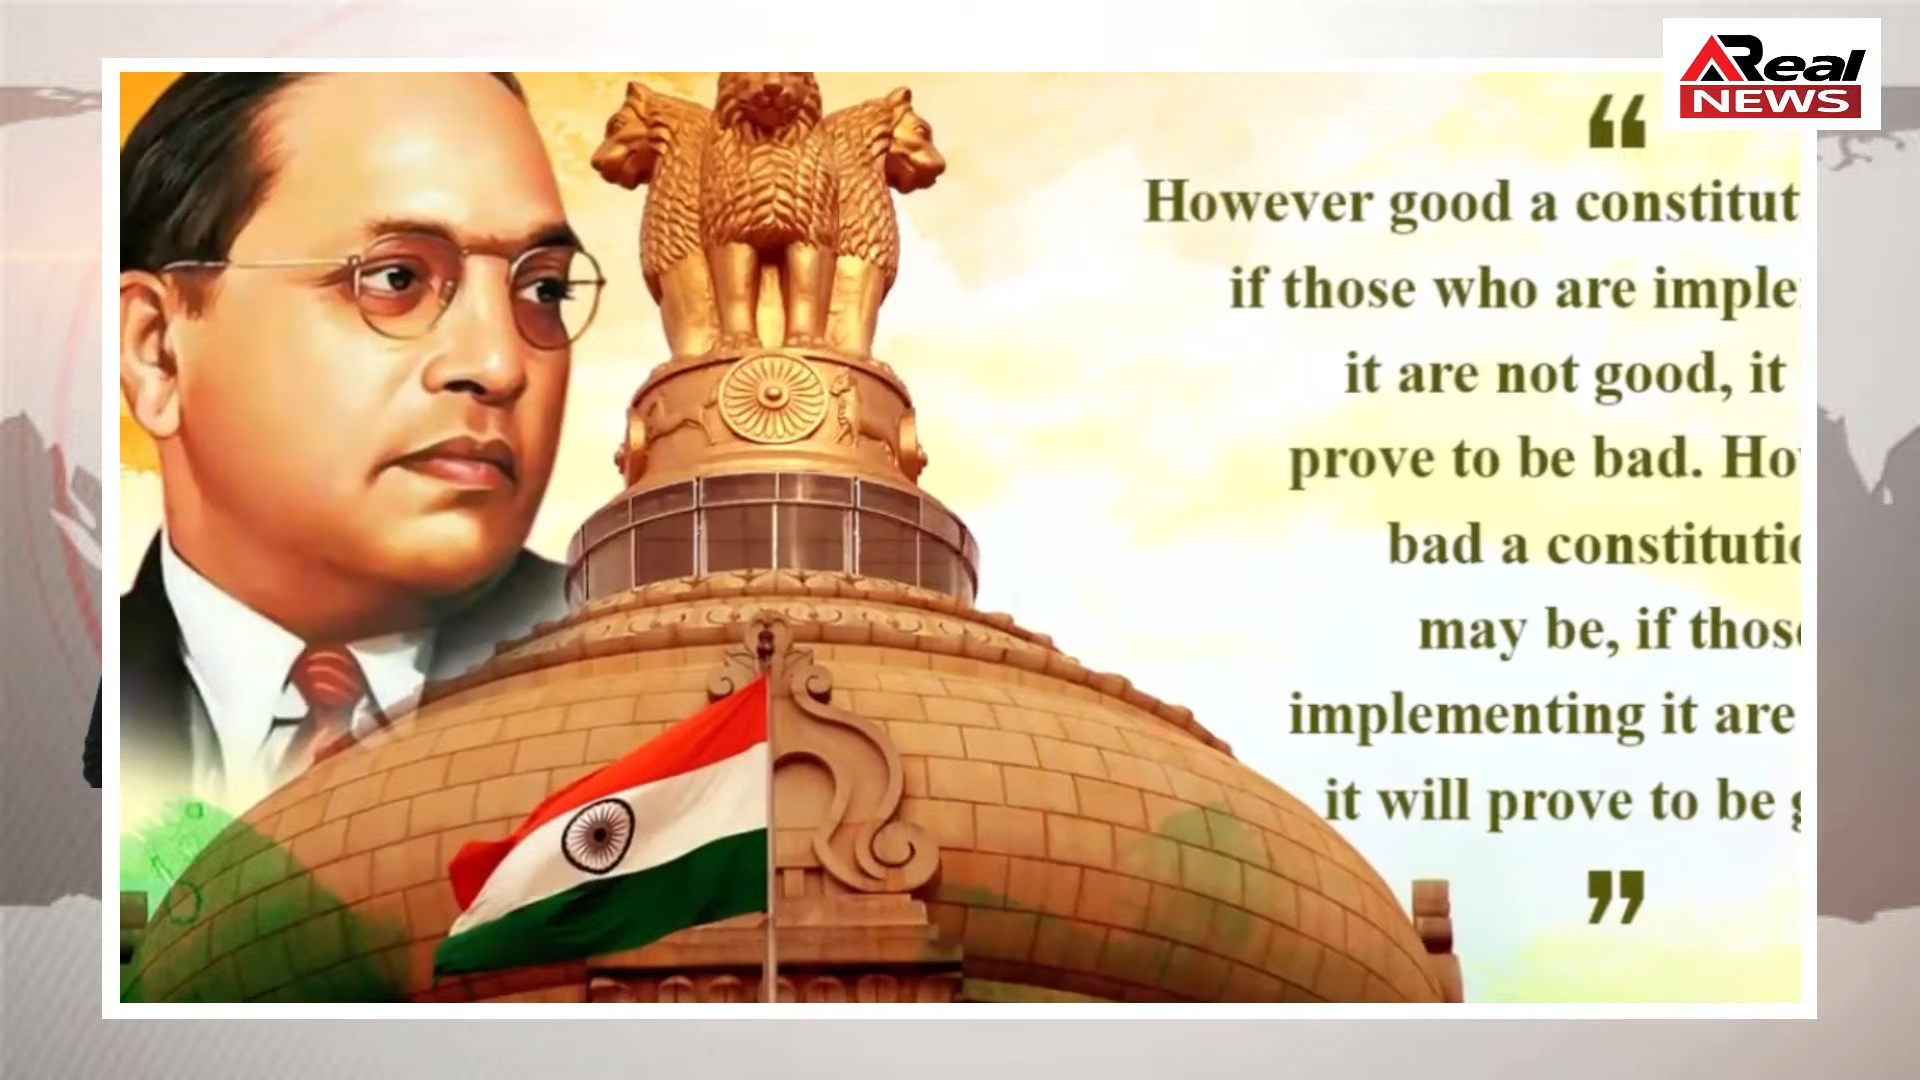 Real
NEWS
“
However good a constitut
if those who are imple
it are not good, it
prove to be bad. Ho
bad a constitutio
may be, if thos
implementing it are
it will prove to be g
”